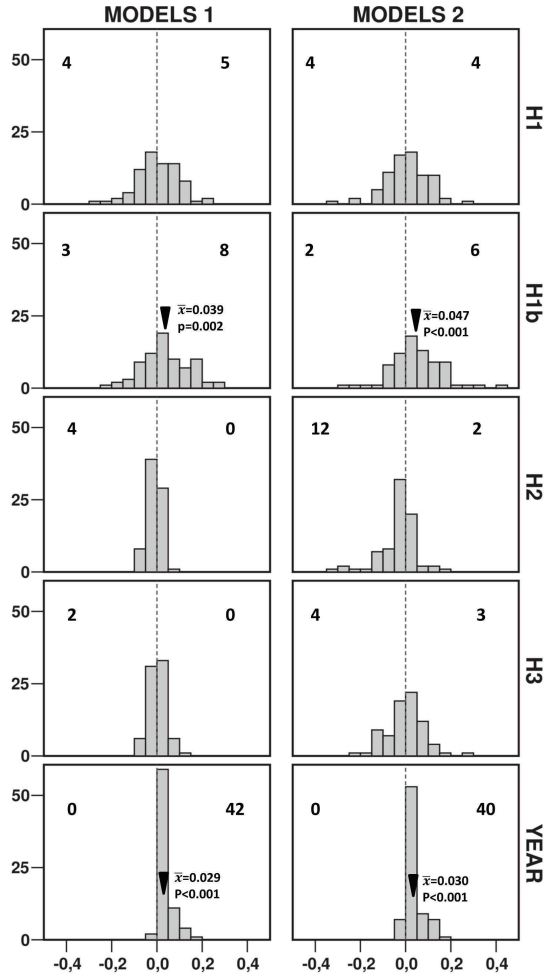 MODELS 1 MODELS 2
50
25
0
4 5
4 4
H1
50
25
0
3 8
x̅=0.039
p=0.002
2 6
x̅=0.047
P<0.001
H1b
50
25
0
4 0
12 2
H2
50
25
0
2 0
4 3
H3
50
25
0
0 42
x̅=0.029
P<0.001
0 40
x̅=0.030
P<0.001
YEAR
-0,4 -0,2 0,0 0,2 0,4 -0,4 -0,2 0,0 0,2 0,4